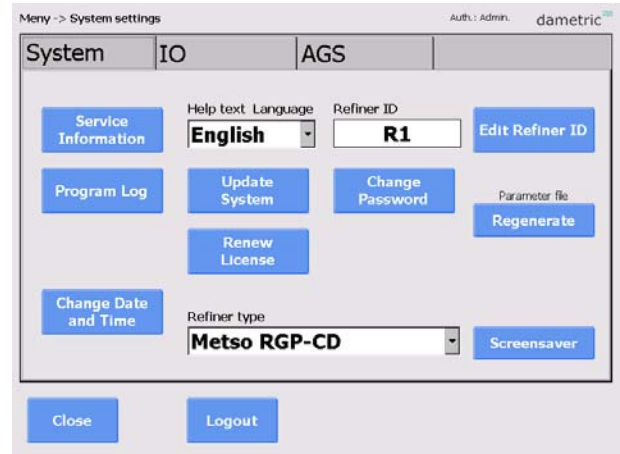 Meny -> System settings
Auth.: Admin.
dametric
System
IO
AGS
Service
Information
Help text Language
English
Refiner ID
R1
Edit Refiner ID
Program Log
Update
System
Change
Password
Parameter file
Regenerate
Renew
License
Change Date
and Time
Refiner type
Metso RGP-CD
Screensaver
Close
Logout